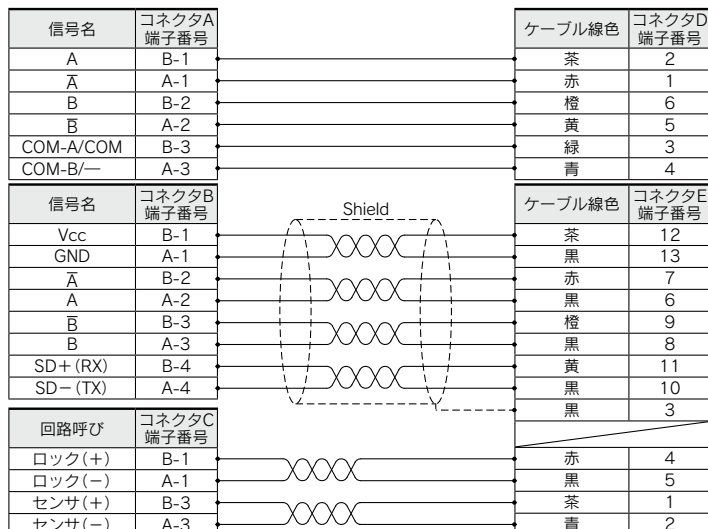 信号名 コネクタA 端子番号 ケーブル線色 コネクタD 端子番号
A B-1 茶 2
A̅ A-1 赤 1
B B-2 橙 6
B̅ A-2 黄 5
COM-A/COM B-3 緑 3
COM-B/― A-3 青 4
信号名 コネクタB 端子番号 Shield ケーブル線色 コネクタE 端子番号
Vcc B-1 茶 12
GND A-1 黒 13
A̅ B-2 赤 7
A A-2 黒 6
B̅ B-3 橙 9
B A-3 黒 8
SD+(RX) B-4 黄 11
SD-(TX) A-4 黒 10
黒 3
回路呼び コネクタC 端子番号
ロック(+) B-1 赤 4
ロック(-) A-1 黒 5
センサ(+) B-3 茶 1
センサ(-) A-3 青 2